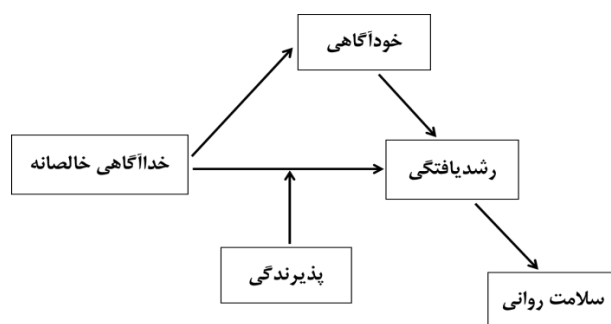 خودآگاهی
خداآگاهی خالصانه
رشدیافتگی
پذیرندگی
سلامت روانی